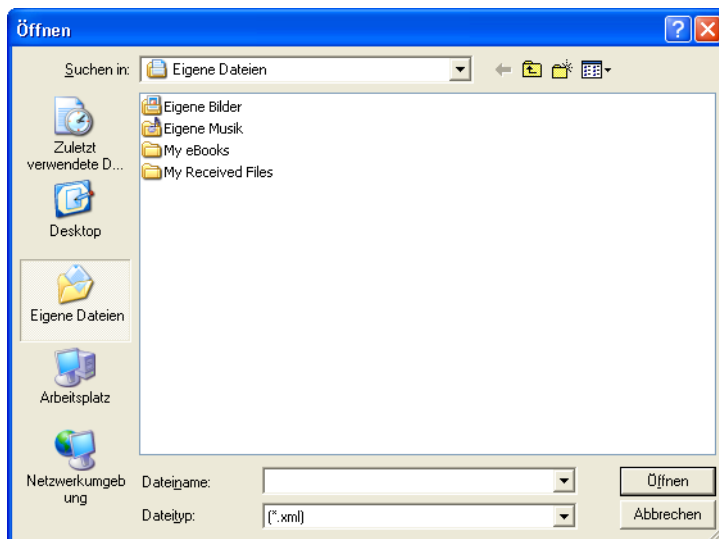 Öffnen
Suchen in: Eigene Dateien
Zuletzt
verwendete D...
Desktop
Eigene Dateien
Arbeitsplatz
Netzwerkumgeb
ung
Eigene Bilder
Eigene Musik
My eBooks
My Received Files
Dateiname:
Öffnen
Dateityp: (*.xml)
Abbrechen